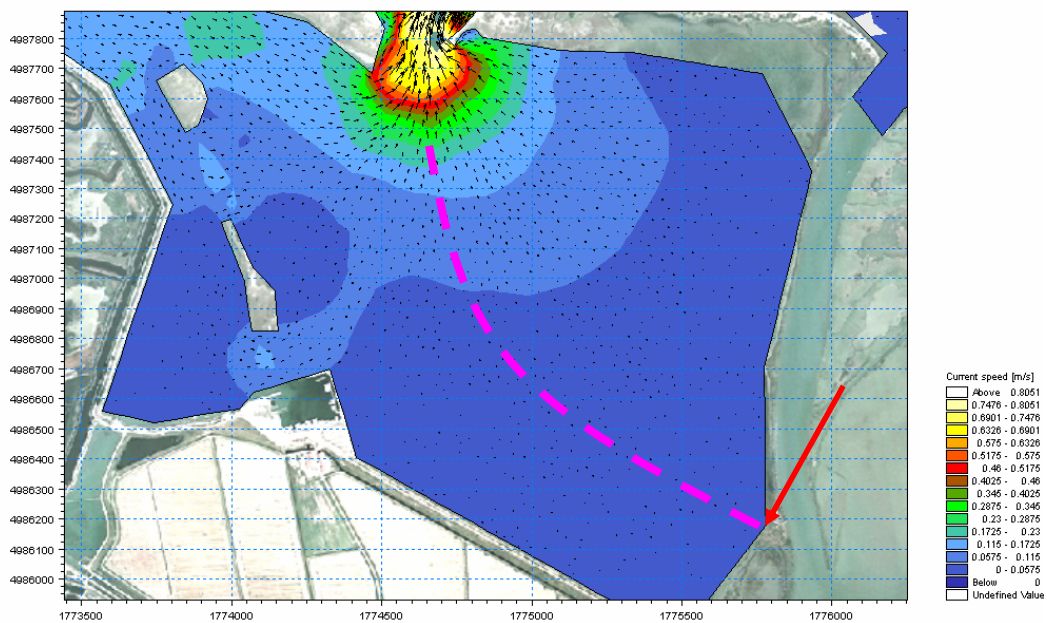 4987800
4987700
4987600
4987500
4987400
4987300
4987200
4987100
4987000
4986900
4986800
4986700
4986600
4986500
4986400
4986300
4986200
4986100
4986000
1773500 1774000 1774500 1775000 1775500 1776000
Current speed [m/s]
Above 0.8051
0.7476 - 0.8051
0.6901 - 0.7476
0.6326 - 0.6901
0.575 - 0.6326
0.5175 - 0.575
0.46 - 0.5175
0.4025 - 0.46
0.345 - 0.4025
0.2875 - 0.345
0.23 - 0.2875
0.1725 - 0.23
0.115 - 0.1725
0.0575 - 0.115
0 - 0.0575
Below 0
Undefined Value